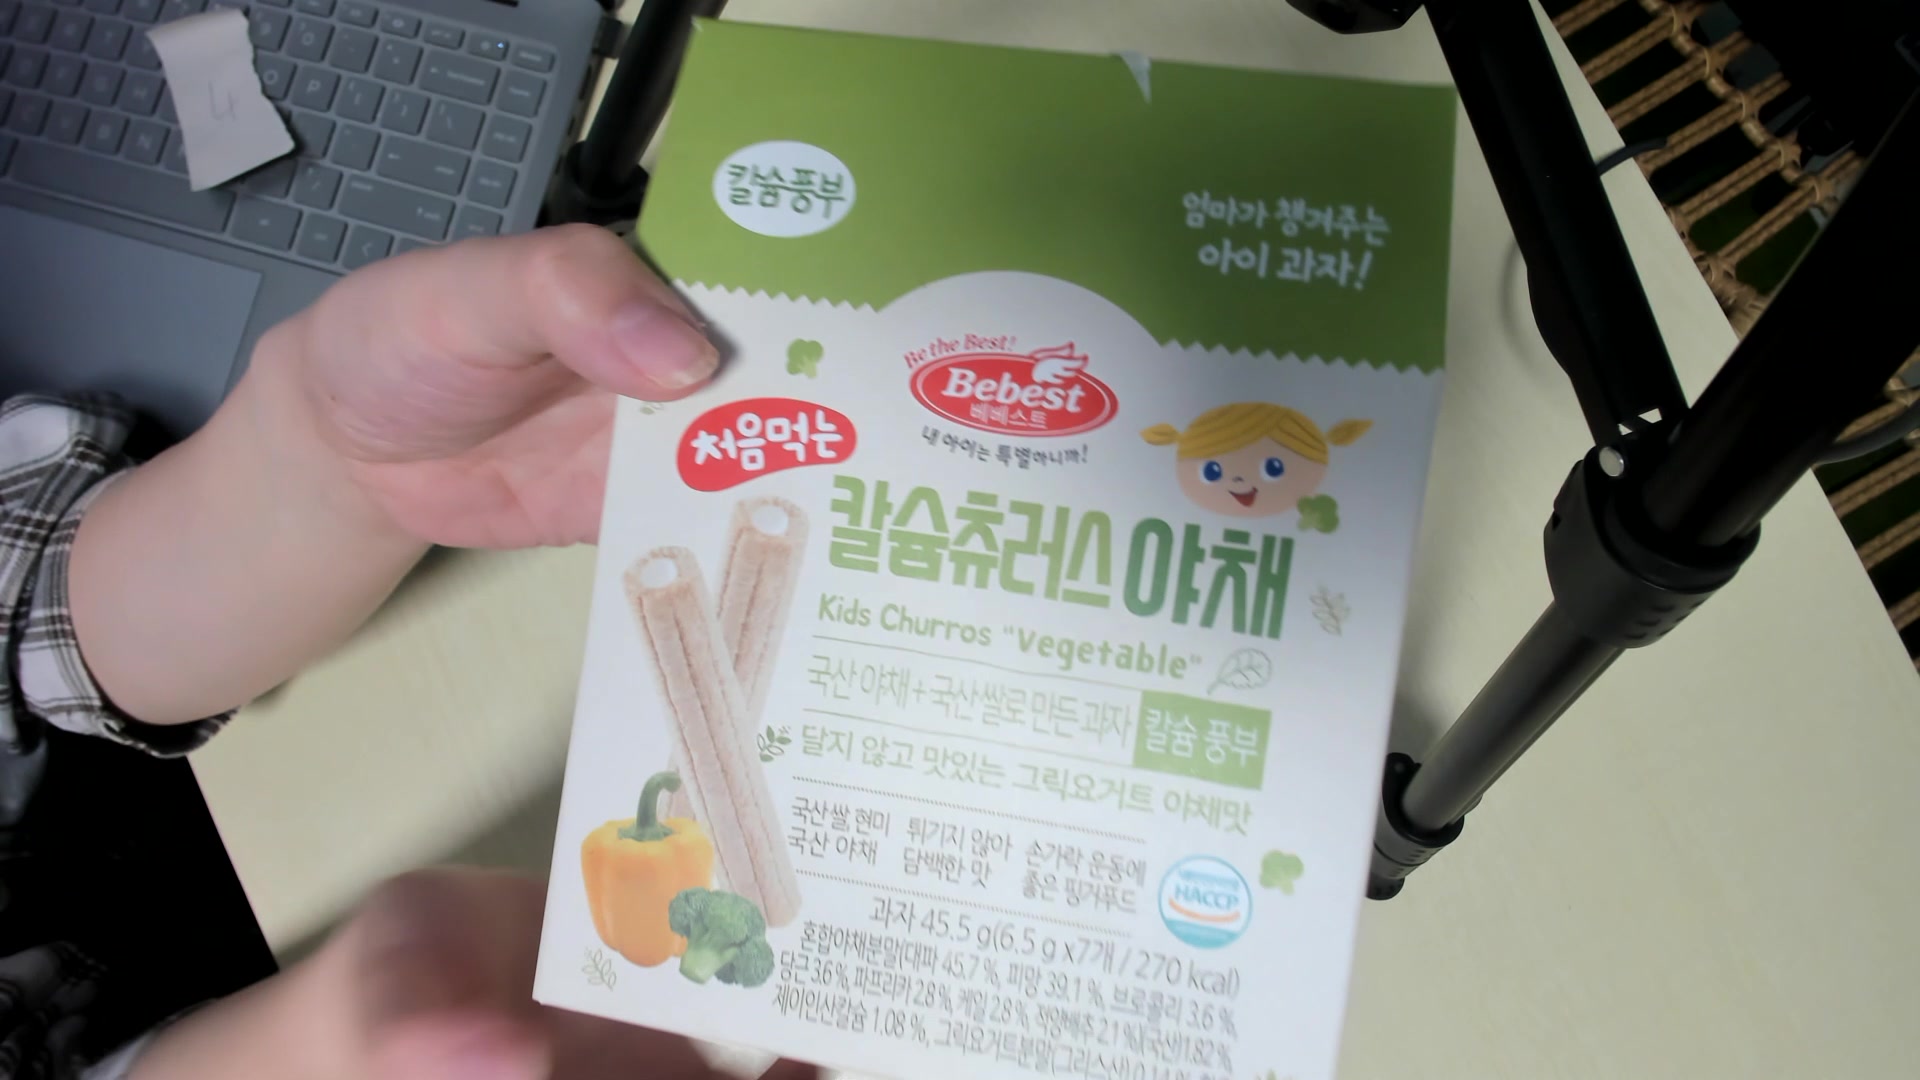 4
칼슘풍부
엄마가 챙겨주는
아이 과자!
Be the Best!
Bebest
베베스트
내 아이는 특별하니까!
처음먹는
칼슘츄러스 야채
Kids Churros "Vegetable"
국산 야채+국산 쌀로 만든 과자 칼슘 풍부
달지 않고 맛있는 그릭요거트 야채맛
국산 쌀, 현미
국산 야채
튀기지 않아
담백한 맛
손가락 운동에
좋은 핑거푸드
HACCP
과자 45.5 g(6.5 g x7개 / 270 kcal)
혼합야채분말(대파 45.7 %, 피망 39.1 %, 브로콜리 3.6 %,
당근 3.6 %, 파프리카 2.8 %, 케일 2.8 %, 적양배추 2.1 %)(국산)1.82 %,
제이인산칼슘 1.08 %, 그릭요거트분말(그리스산) 0.14 %